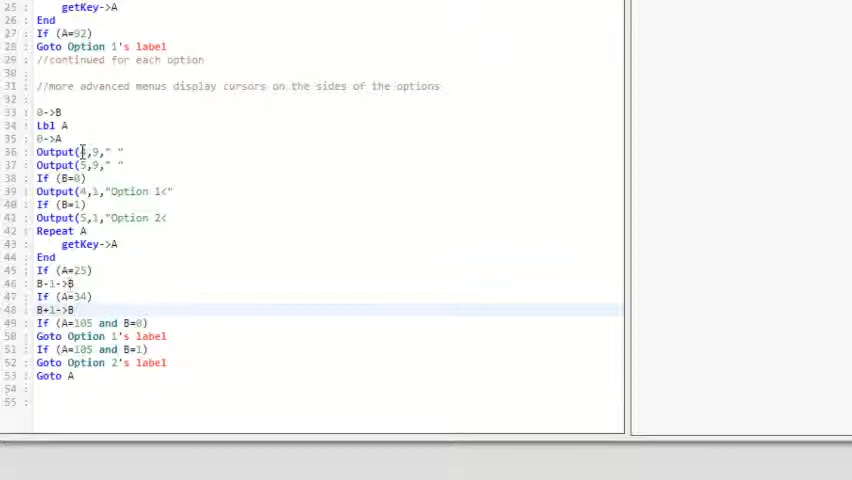 25 : getKey->A
26 : End
27 : If (A=92)
28 : Goto Option 1's label
29 : //continued for each option
30 :
31 : //more advanced menus display cursors on the sides of the options
32 :
33 : 0->B
34 : Lbl A
35 : 0->A
36 : Output(4,9," "
37 : Output(5,9," "
38 : If (B=0)
39 : Output(4,1,"Option 1<"
40 : If (B=1)
41 : Output(5,1,"Option 2<
42 : Repeat A
43 : getKey->A
44 : End
45 : If (A=25)
46 : B-1->B
47 : If (A=34)
48 : B+1->B
49 : If (A=105 and B=0)
50 : Goto Option 1's label
51 : If (A=105 and B=1)
52 : Goto Option 2's label
53 : Goto A
54 :
55 :